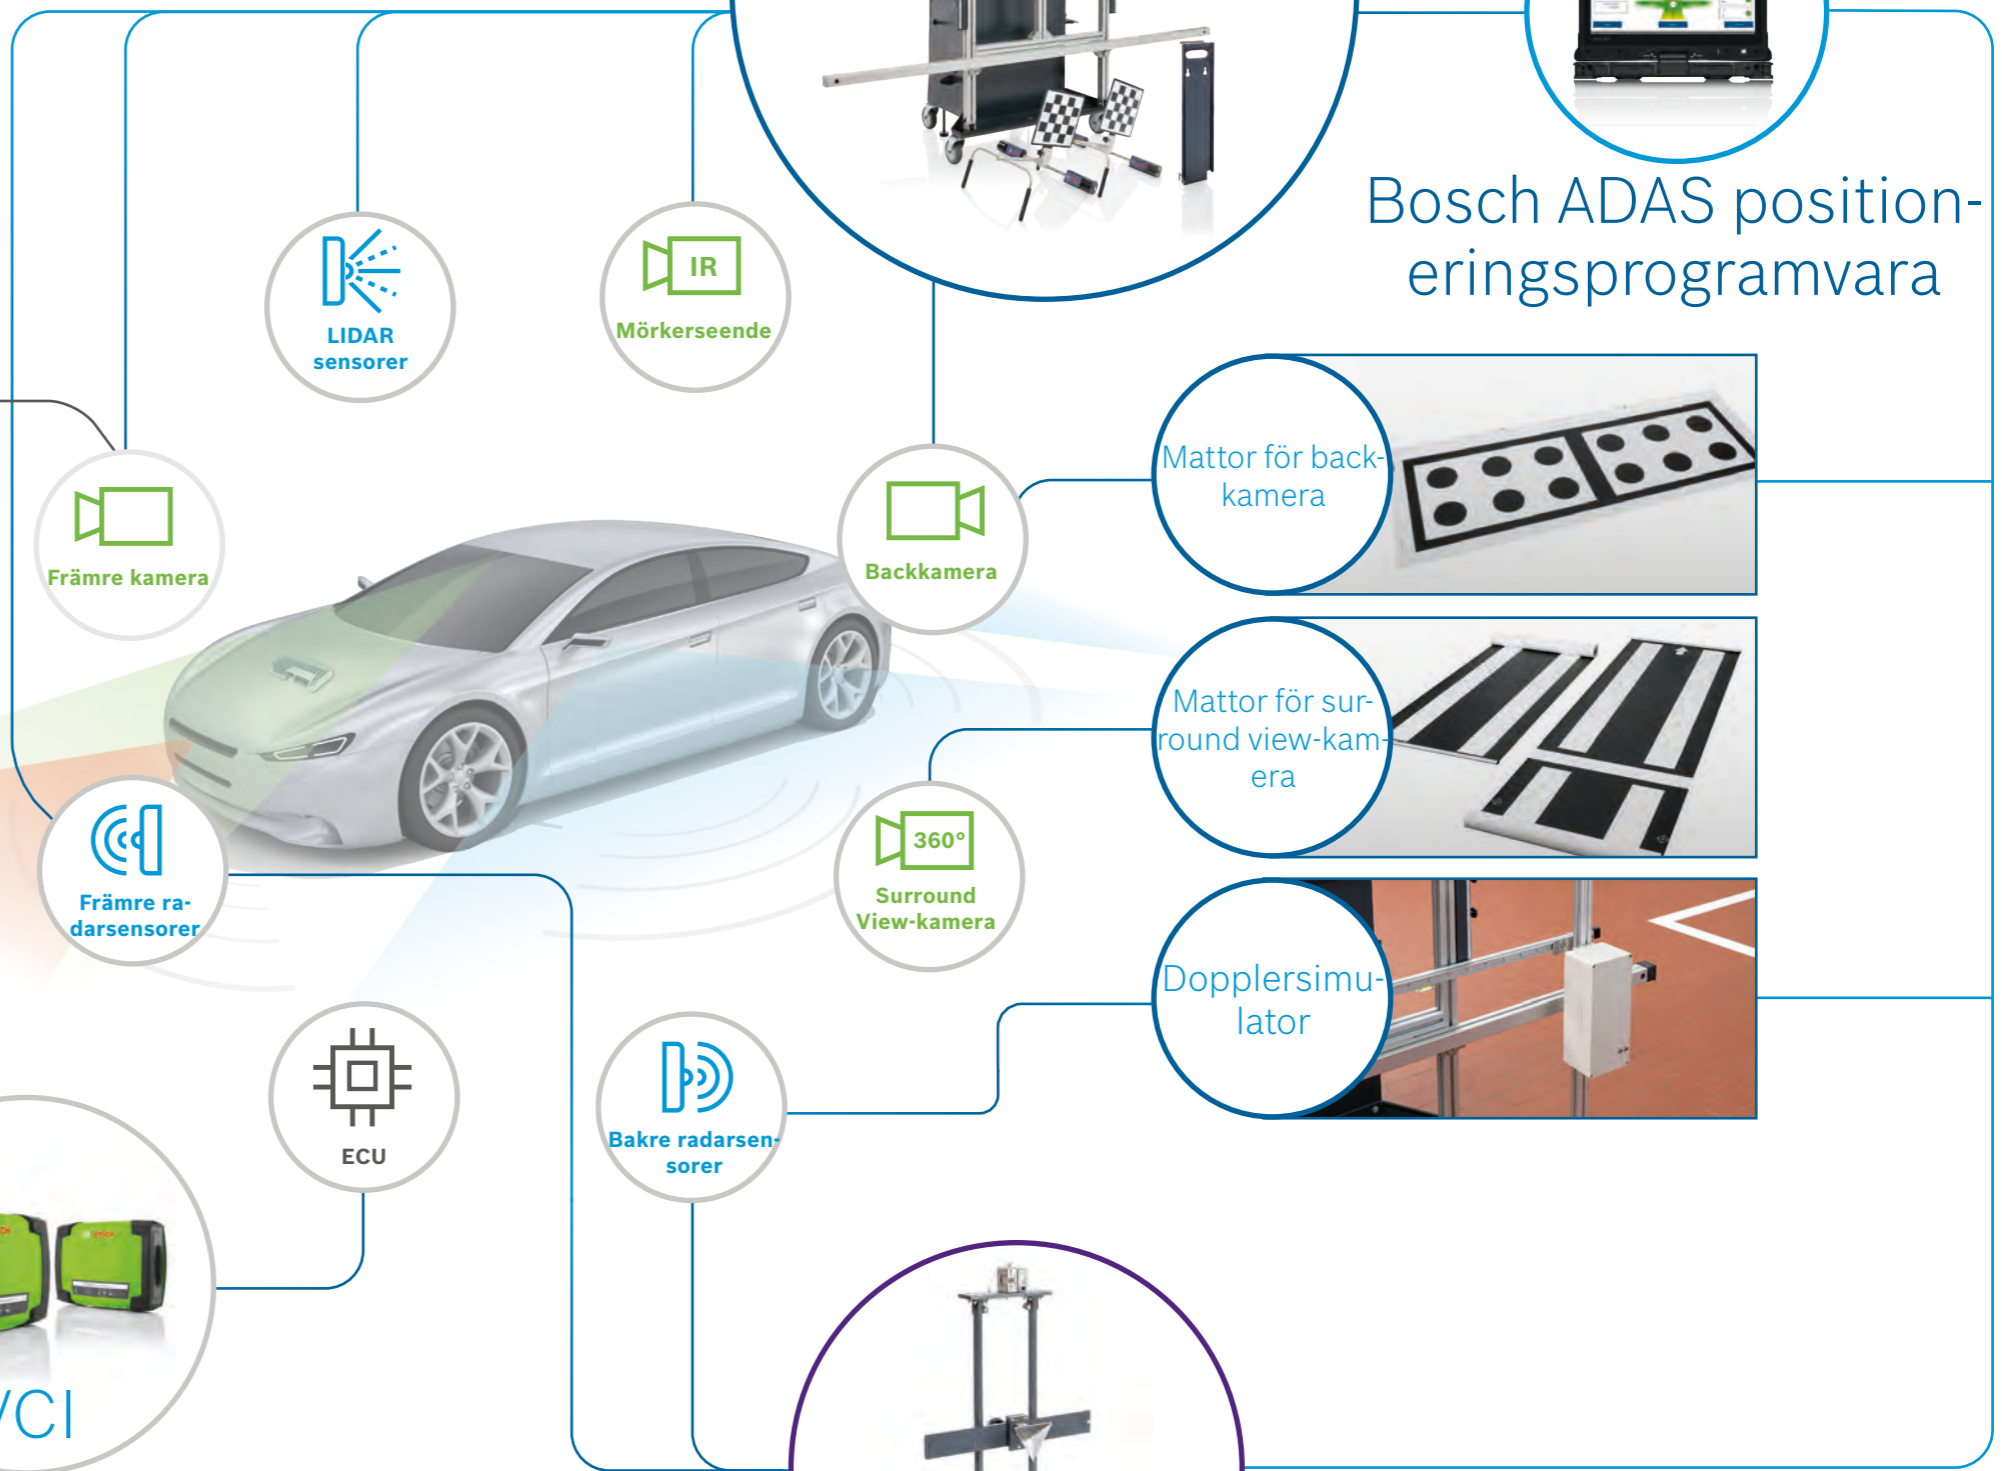 Bosch ADAS position-
eringsprogramvara
LIDAR
sensorer
IR
Mörkerseende
Främre kamera
Backkamera
Mattor för back-
kamera
Mattor för sur-
round view-kam-
era
360°
Surround
View-kamera
Främre ra-
darsensorer
Dopplersimu-
lator
ECU
Bakre radarsen-
sorer
VCI